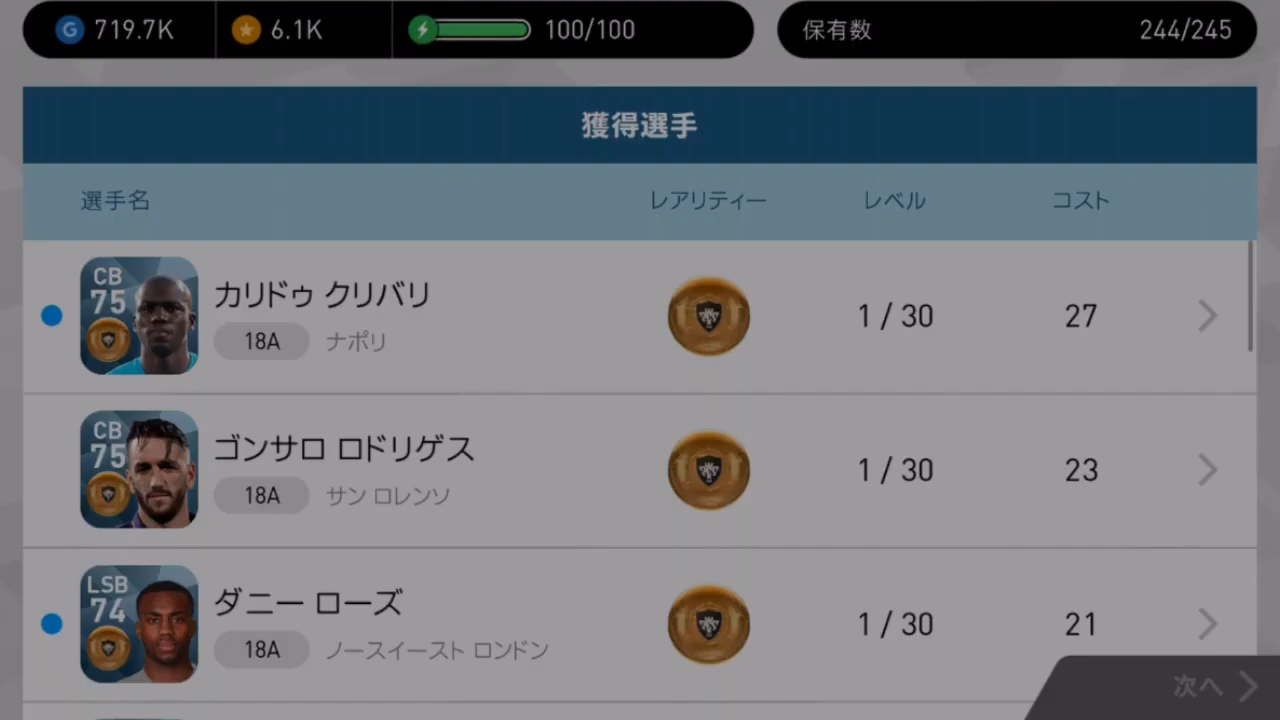 G 719.7K 6.1K 100/100 保有数 244/245
獲得選手
選手名 レアリティー レベル コスト
CB
75
カリドゥ クリバリ
18A ナポリ
1 / 30 27
CB
75
ゴンサロ ロドリゲス
18A サン ロレンソ
1 / 30 23
LSB
74
ダニー ローズ
18A ノースイースト ロンドン
1 / 30 21
次へ